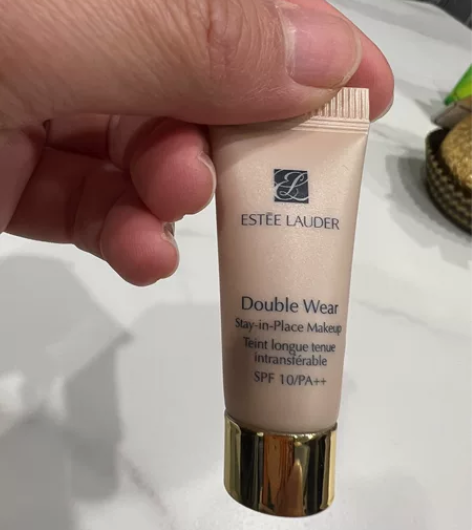 ESTĒE LAUDER
Double Wear
Stay-in-Place Makeup
Teint longue tenue
intransférable
SPF 10/PA++